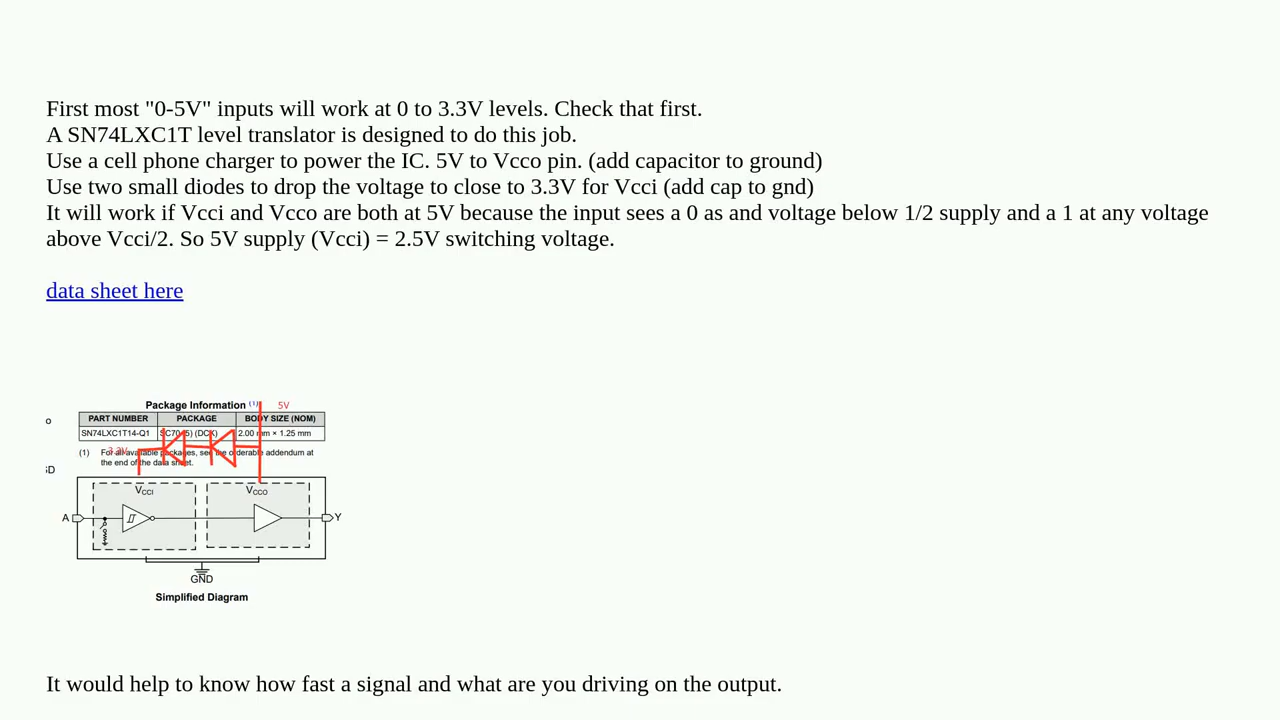 First most "0-5V" inputs will work at 0 to 3.3V levels. Check that first.
A SN74LXC1T level translator is designed to do this job.
Use a cell phone charger to power the IC. 5V to Vcco pin. (add capacitor to ground)
Use two small diodes to drop the voltage to close to 3.3V for Vcci (add cap to gnd)
It will work if Vcci and Vcco are both at 5V because the input sees a 0 as and voltage below 1/2 supply and a 1 at any voltage
above Vcci/2. So 5V supply (Vcci) = 2.5V switching voltage.
data sheet here
Package Information (1) 5V
o PART NUMBER PACKAGE BODY SIZE (NOM)
SN74LXC1T14-Q1 SC70 (5) (DCK) 2.00 mm × 1.25 mm
(1) For all available packages, see the orderable addendum at
the end of the data sheet.
3.3V
VCCI VCCO
A Y
GND
Simplified Diagram
It would help to know how fast a signal and what are you driving on the output.